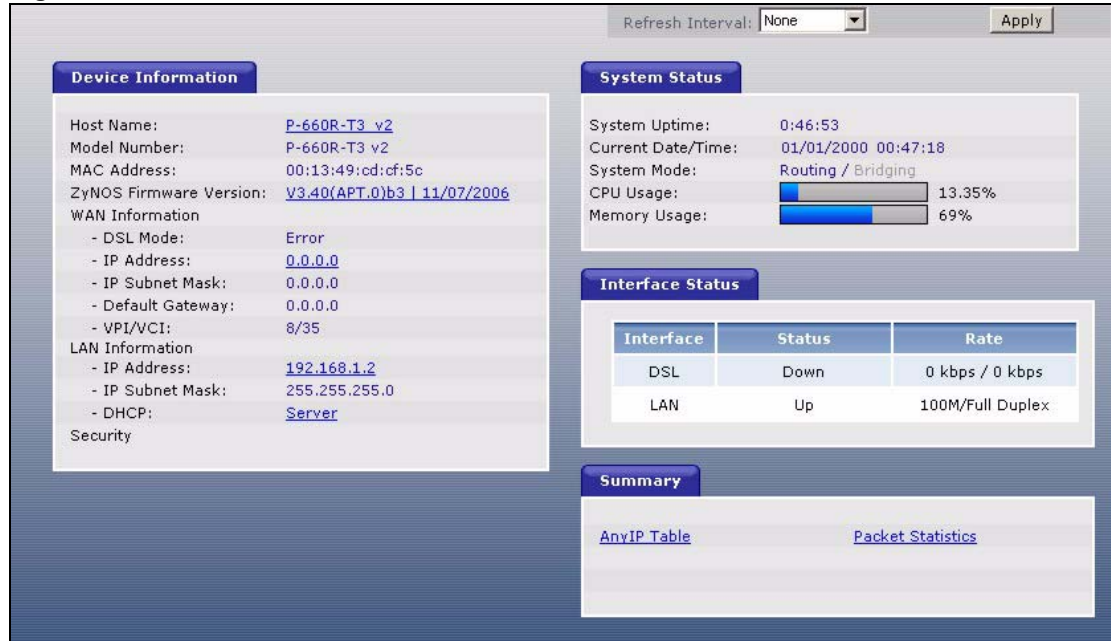 Refresh Interval: None Apply
Device Information
Host Name: P-660R-T3 v2
Model Number: P-660R-T3 v2
MAC Address: 00:13:49:cd:cf:5c
ZyNOS Firmware Version: V3.40(APT.0)b3 | 11/07/2006
WAN Information
- DSL Mode: Error
- IP Address: 0.0.0.0
- IP Subnet Mask: 0.0.0.0
- Default Gateway: 0.0.0.0
- VPI/VCI: 8/35
LAN Information
- IP Address: 192.168.1.2
- IP Subnet Mask: 255.255.255.0
- DHCP: Server
Security
System Status
System Uptime: 0:46:53
Current Date/Time: 01/01/2000 00:47:18
System Mode: Routing / Bridging
CPU Usage: 13.35%
Memory Usage: 69%
Interface Status
Interface Status Rate
DSL Down 0 kbps / 0 kbps
LAN Up 100M/Full Duplex
Summary
AnyIP Table Packet Statistics